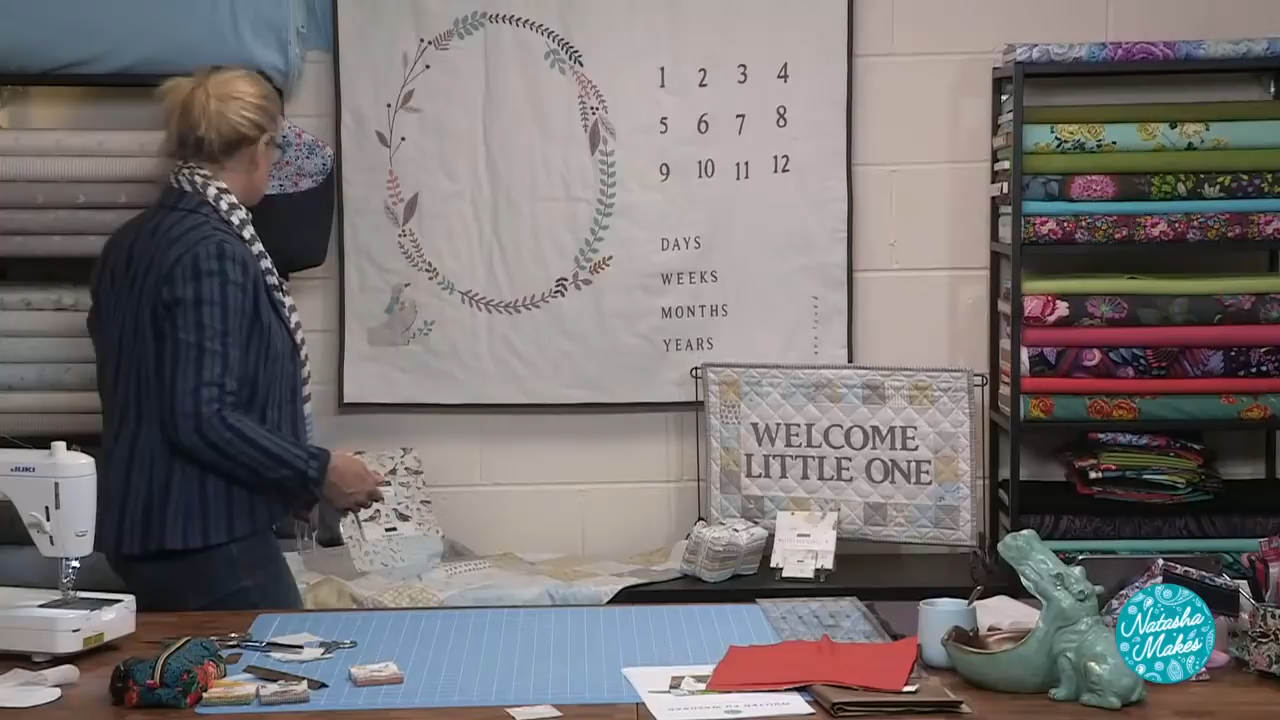 1 2 3 4
5 6 7 8
9 10 11 12
DAYS
WEEKS
MONTHS
YEARS
WELCOME
LITTLE ONE
JUKI
Natasha
Makes